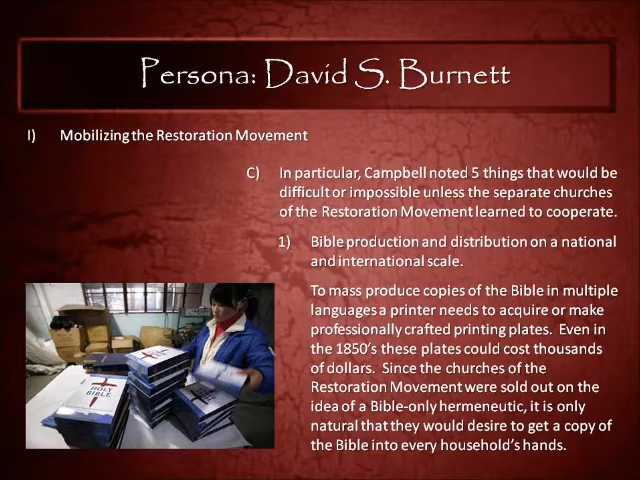 Persona: David S. Burnett
I) Mobilizing the Restoration Movement
C) In particular, Campbell noted 5 things that would be
difficult or impossible unless the separate churches
of the Restoration Movement learned to cooperate.
1) Bible production and distribution on a national
and international scale.
To mass produce copies of the Bible in multiple
languages a printer needs to acquire or make
professionally crafted printing plates. Even in
the 1850's these plates could cost thousands
of dollars. Since the churches of the
Restoration Movement were sold out on the
idea of a Bible-only hermeneutic, it is only
natural that they would desire to get a copy of
the Bible into every household's hands.
HOLY
BIBLE